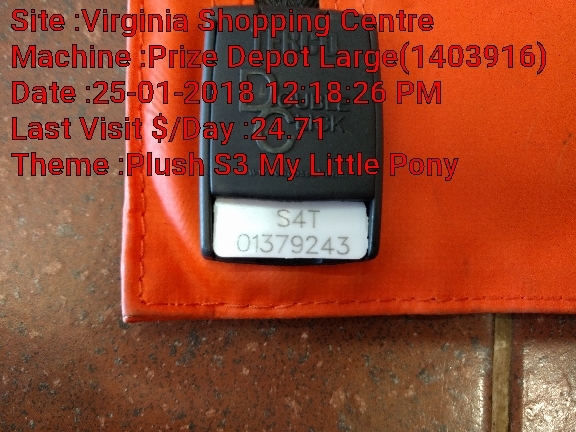 Site :Virginia Shopping Centre
Machine :Prize Depot Large(1403916)
Date :25-01-2018 12:18:26 PM
Last Visit $/Day :24.71
Theme :Plush S3 My Little Pony
S4T
01379243